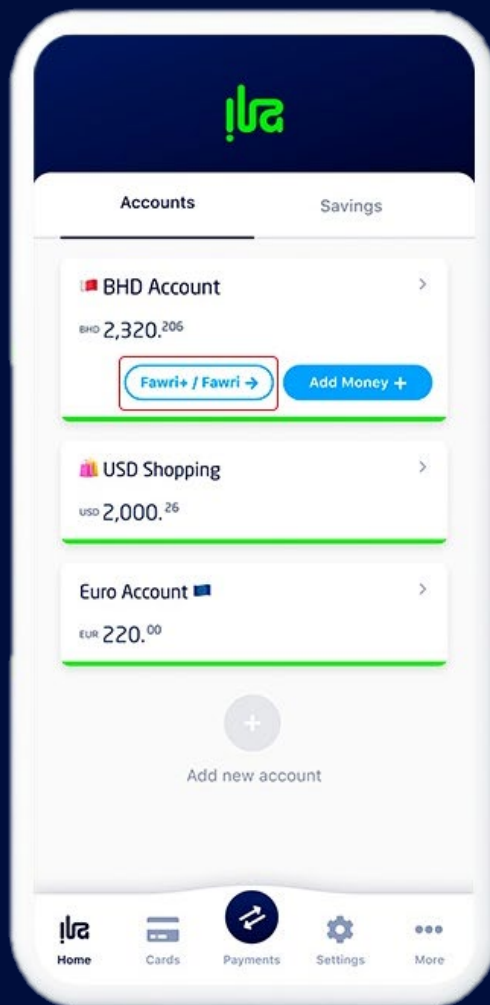 ila
Accounts
Savings
BHD Account
BHD 2,320.206
Fawri+ / Fawri →
Add Money +
USD Shopping
USD 2,000.26
Euro Account
EUR 220.00
+
Add new account
ila
Home
Cards
Payments
Settings
More